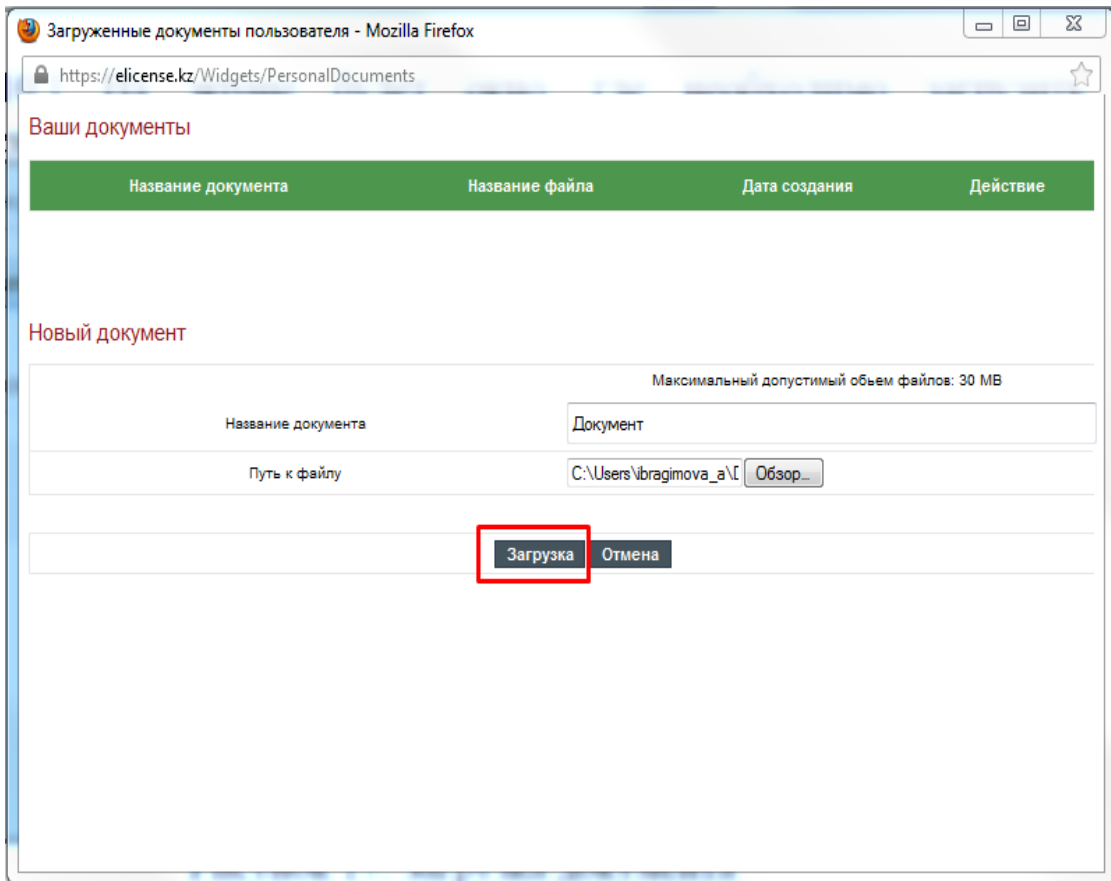 Загруженные документы пользователя - Mozilla Firefox
https://elicense.kz/Widgets/PersonalDocuments
Ваши документы
Название документа Название файла Дата создания Действие
Новый документ
Максимальный допустимый обьем файлов: 30 MB
Название документа Документ
Путь к файлу C:\Users\ibragimova_a\ Обзор...
Загрузка Отмена